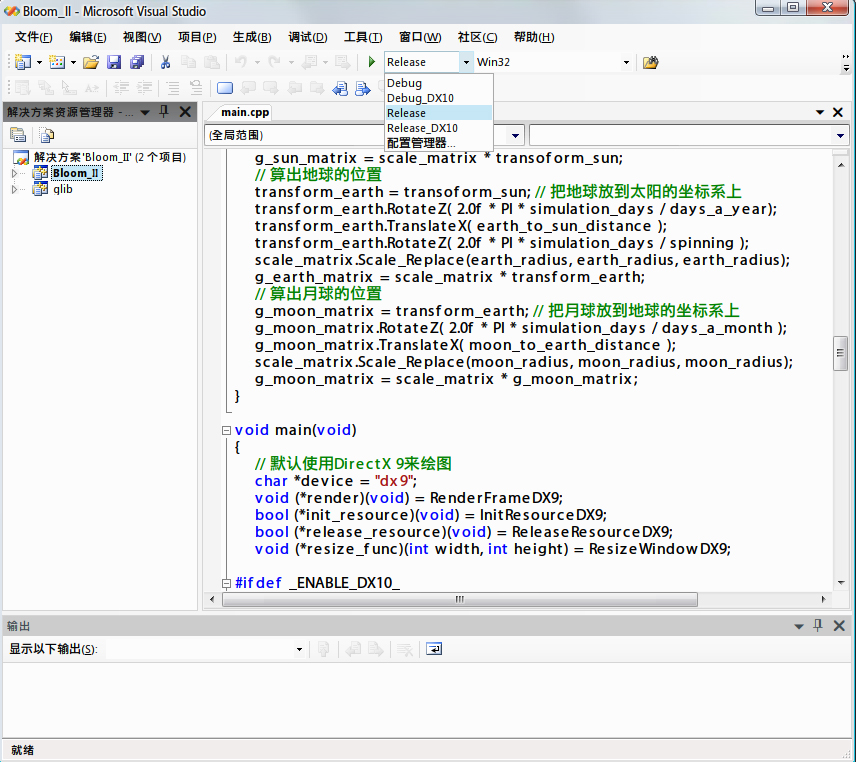 Bloom_II - Microsoft Visual Studio
文件(F) 编辑(E) 视图(V) 项目(P) 生成(B) 调试(D) 工具(T) 窗口(W) 社区(C) 帮助(H)
Release Win32
Debug
Debug_DX10
Release
Release_DX10
配置管理器...
解决方案资源管理器 - ...
解决方案'Bloom_II' (2 个项目)
Bloom_II
glib
main.cpp
(全局范围)
g_sun_matrix = scale_matrix * transform_sun;
// 算出地球的位置
transform_earth = transoform_sun; // 把地球放到太阳的坐标系上
transform_earth.RotateZ( 2.0f * PI * simulation_days / days_a_year);
transform_earth.TranslateX( earth_to_sun_distance );
transform_earth.RotateZ( 2.0f * PI * simulation_days / spinning );
scale_matrix.Scale_Replace(earth_radius, earth_radius, earth_radius);
g_earth_matrix = scale_matrix * transform_earth;
// 算出月球的位置
g_moon_matrix = transform_earth; // 把月球放到地球的坐标系上
g_moon_matrix.RotateZ( 2.0f * PI * simulation_days / days_a_month );
g_moon_matrix.TranslateX( moon_to_earth_distance );
scale_matrix.Scale_Replace(moon_radius, moon_radius, moon_radius);
g_moon_matrix = scale_matrix * g_moon_matrix;
}
void main(void)
{
// 默认使用DirectX 9来绘图
char *device = "dx9";
void (*render)(void) = RenderFrameDX9;
bool (*init_resource)(void) = InitResourceDX9;
bool (*release_resource)(void) = ReleaseResourceDX9;
void (*resize_func)(int width, int height) = ResizeWindowDX9;
#ifdef _ENABLE_DX10_
输出
显示以下输出(S):
就绪